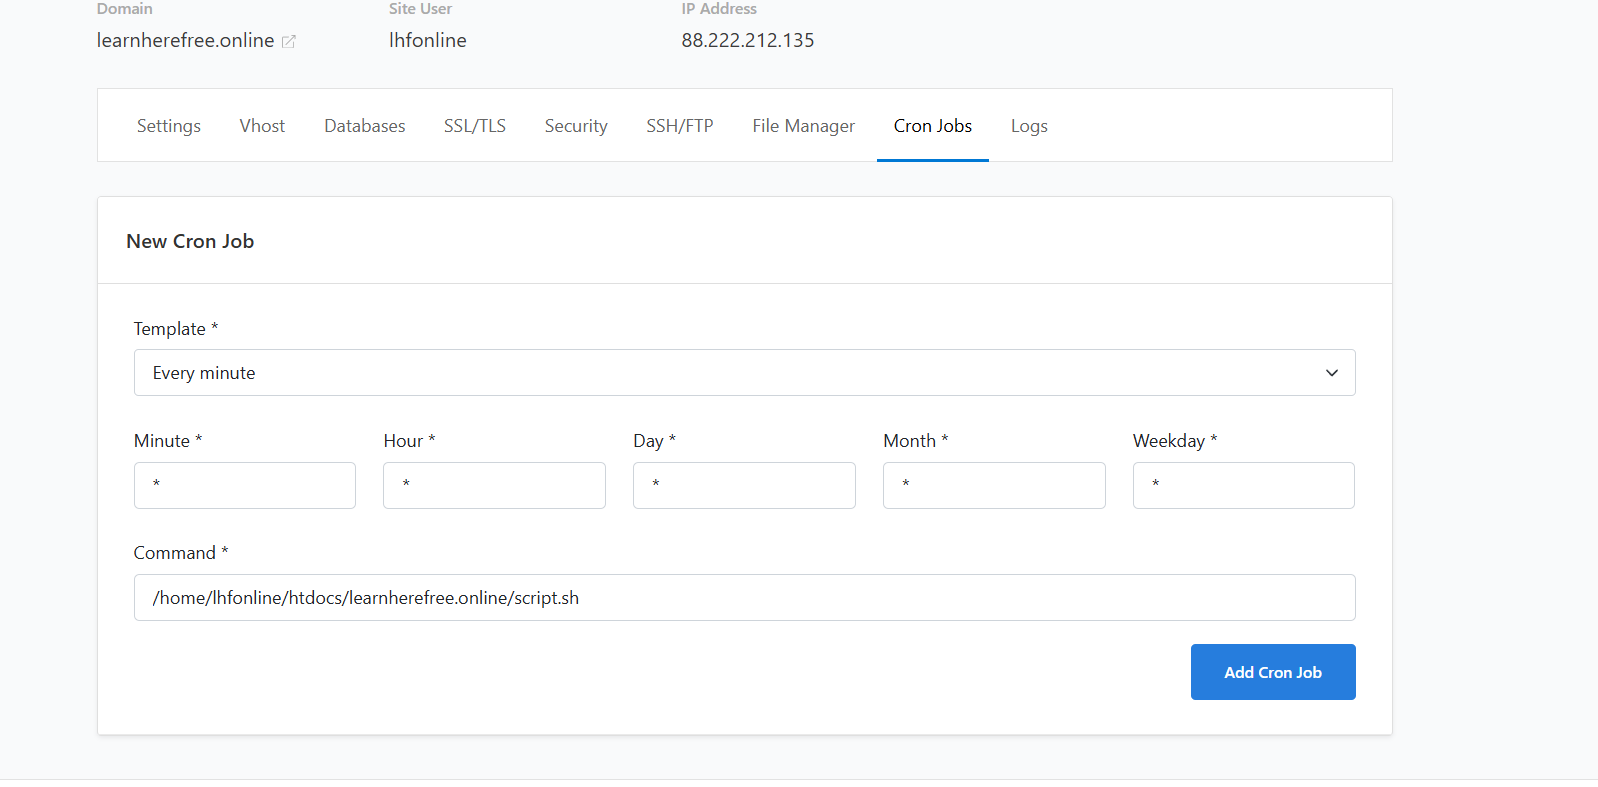 Domain Site User IP Address
learnherefree.online lhfonline 88.222.212.135
Settings Vhost Databases SSL/TLS Security SSH/FTP File Manager Cron Jobs Logs
New Cron Job
Template *
Every minute
Minute * Hour * Day * Month * Weekday *
* * * * *
Command *
/home/lhfonline/htdocs/learnherefree.online/script.sh
Add Cron Job